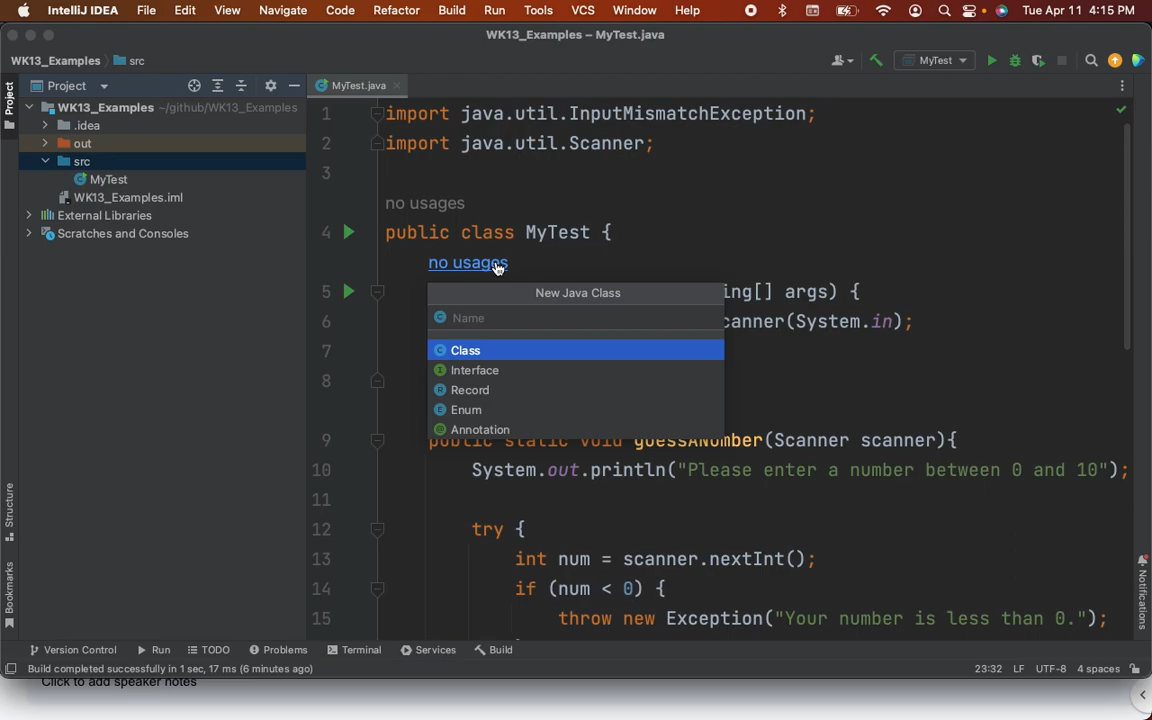 IntelliJ IDEA File Edit View Navigate Code Refactor Build Run Tools VCS Window Help Tue Apr 11 4:15 PM
WK13_Examples – MyTest.java
WK13_Examples src MyTest
Project MyTest.java
Project
WK13_Examples ~/github/WK13_Examples
.idea
out
src
MyTest
WK13_Examples.iml
External Libraries
Scratches and Consoles
Structure
Bookmarks
1 import java.util.InputMismatchException;
2 import java.util.Scanner;
3
no usages
4 public class MyTest {
no usages
5 ing[] args) {
6 canner(System.in);
7
8
9 public static void guessANumber(Scanner scanner){
10 System.out.println("Please enter a number between 0 and 10");
11
12 try {
13 int num = scanner.nextInt();
14 if (num < 0) {
15 throw new Exception("Your number is less than 0.");
New Java Class
Name
Class
Interface
Record
Enum
Annotation
Notifications
Version Control Run TODO Problems Terminal Services Build
Build completed successfully in 1 sec, 17 ms (6 minutes ago) 23:32 LF UTF-8 4 spaces
Click to add speaker notes